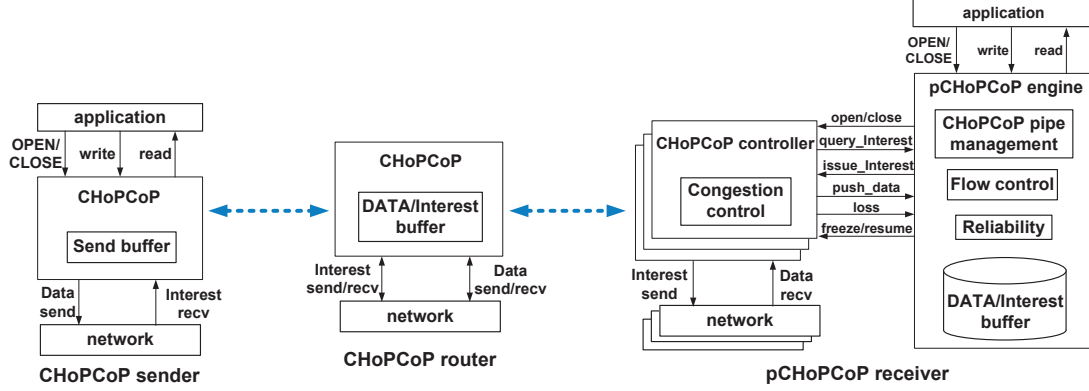 application
OPEN/
CLOSE
write
read
CHoPCoP
Send buffer
Data
send
Interest
recv
network
CHoPCoP sender
CHoPCoP
DATA/Interest
buffer
Interest
send/recv
Data
send/recv
network
CHoPCoP router
CHoPCoP controller
Congestion
control
Interest
send
Data
recv
network
open/close
query_Interest
issue_Interest
push_data
loss
freeze/resume
application
OPEN/
CLOSE
write
read
pCHoPCoP engine
CHoPCoP pipe
management
Flow control
Reliability
DATA/Interest
buffer
pCHoPCoP receiver